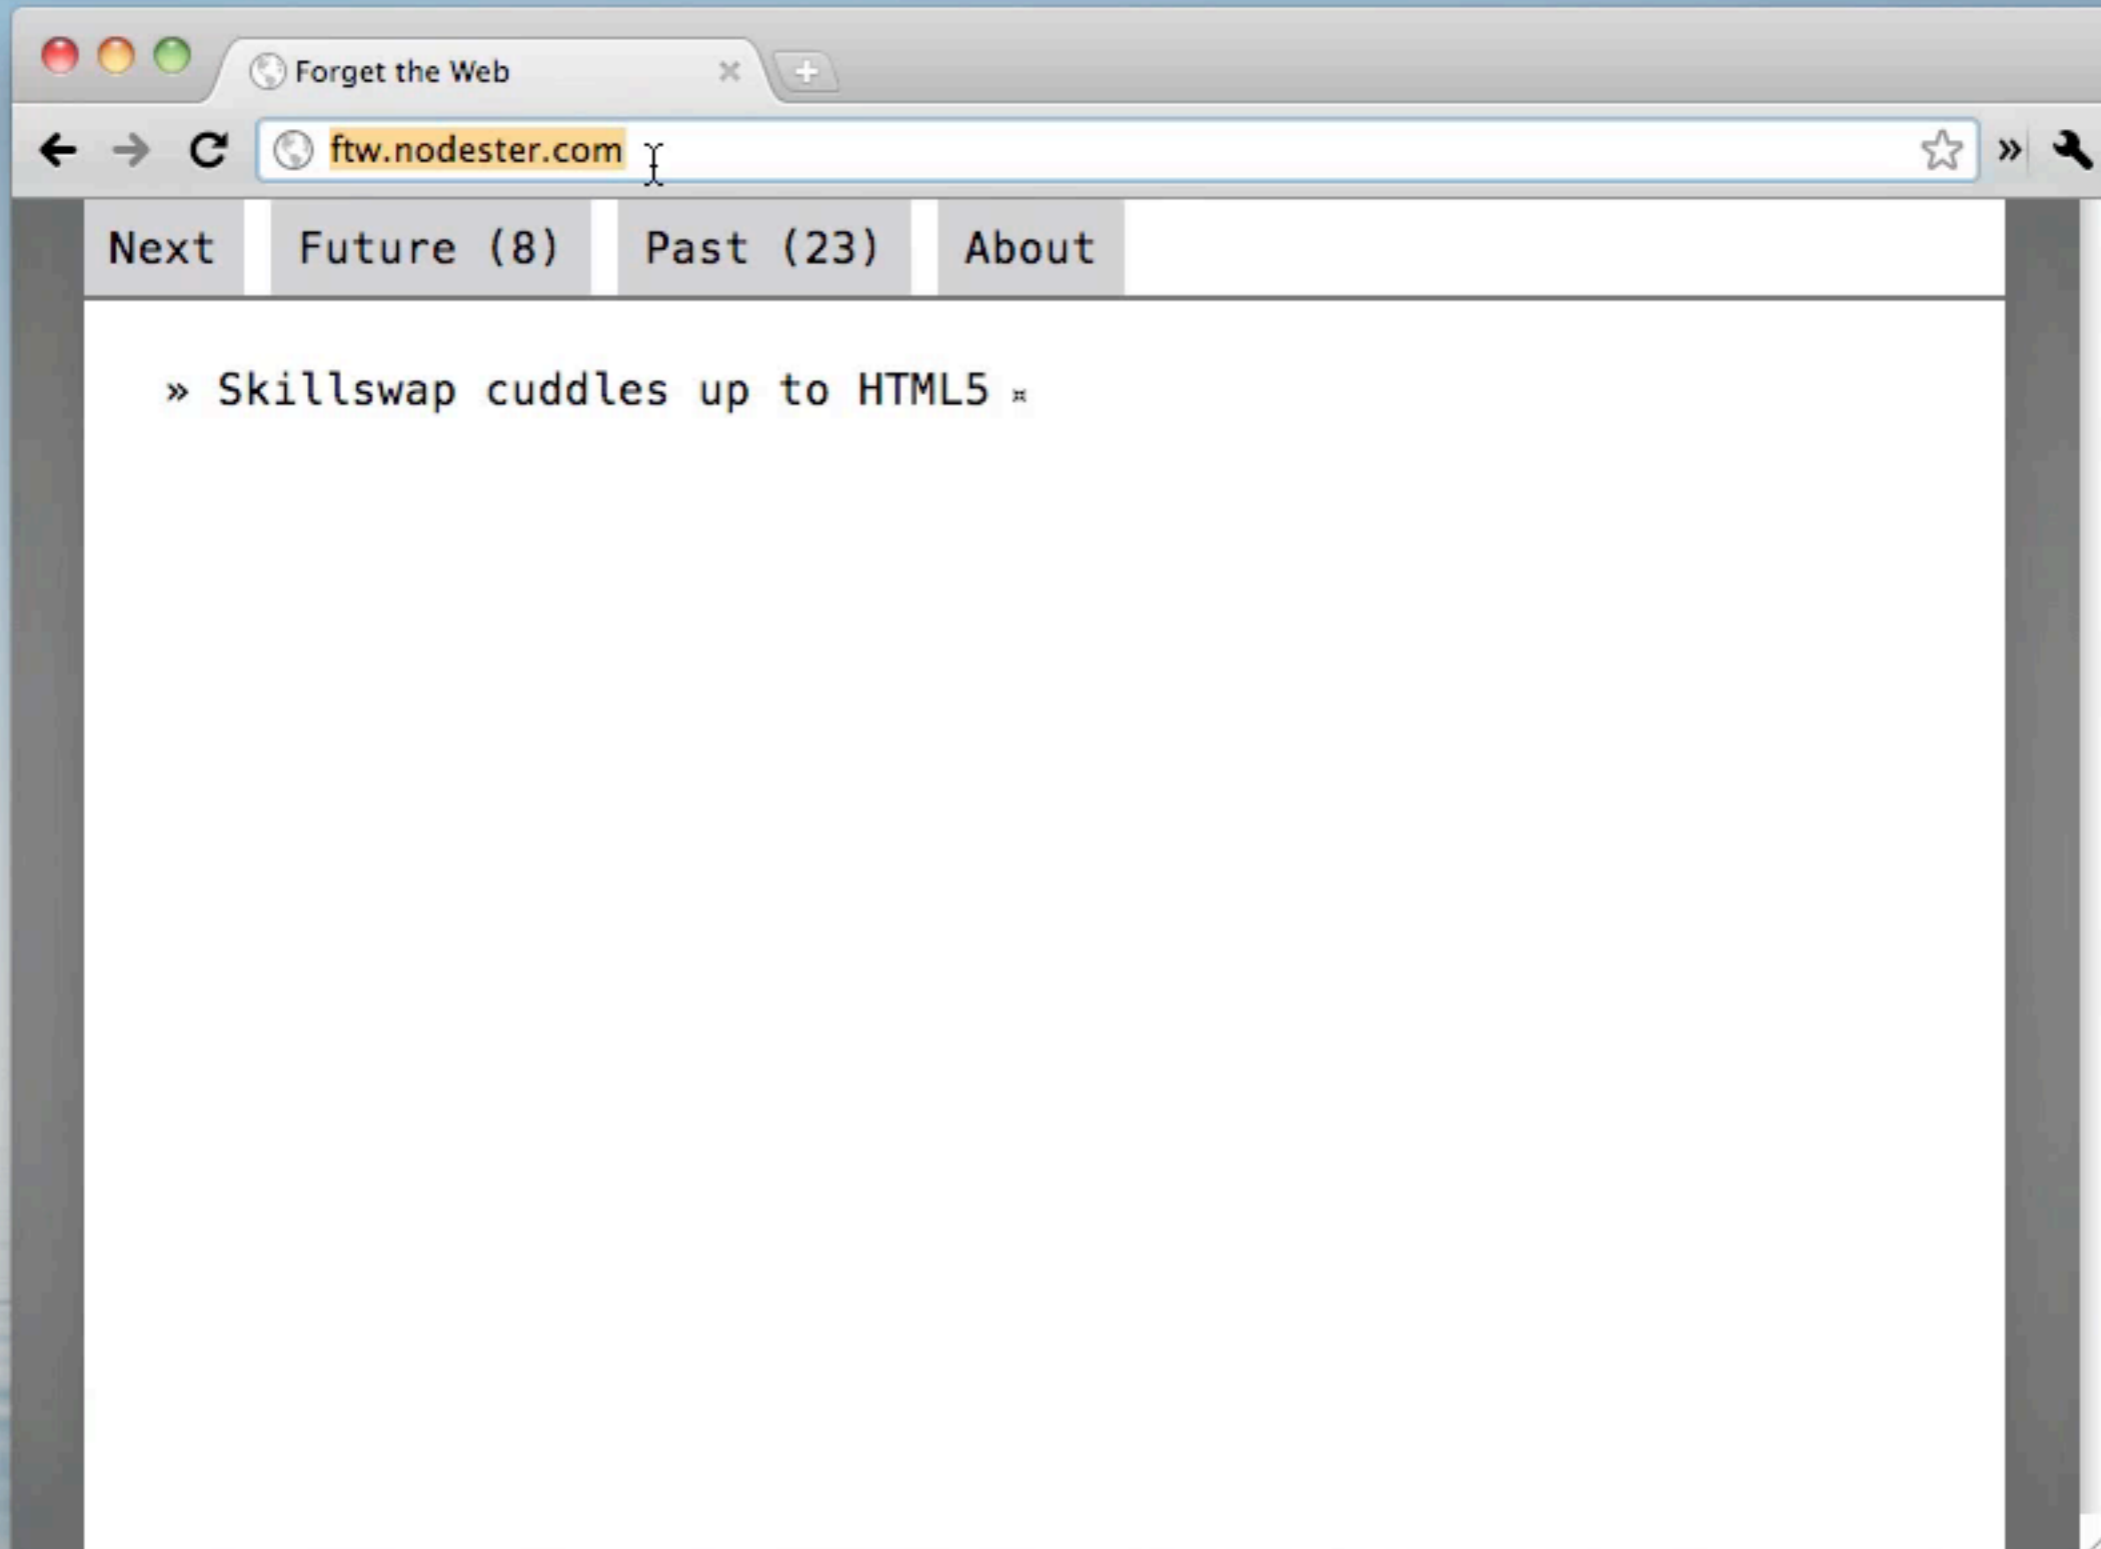 Forget the Web
ftw.nodester.com
Next Future (8) Past (23) About
» Skillswap cuddles up to HTML5 ¤